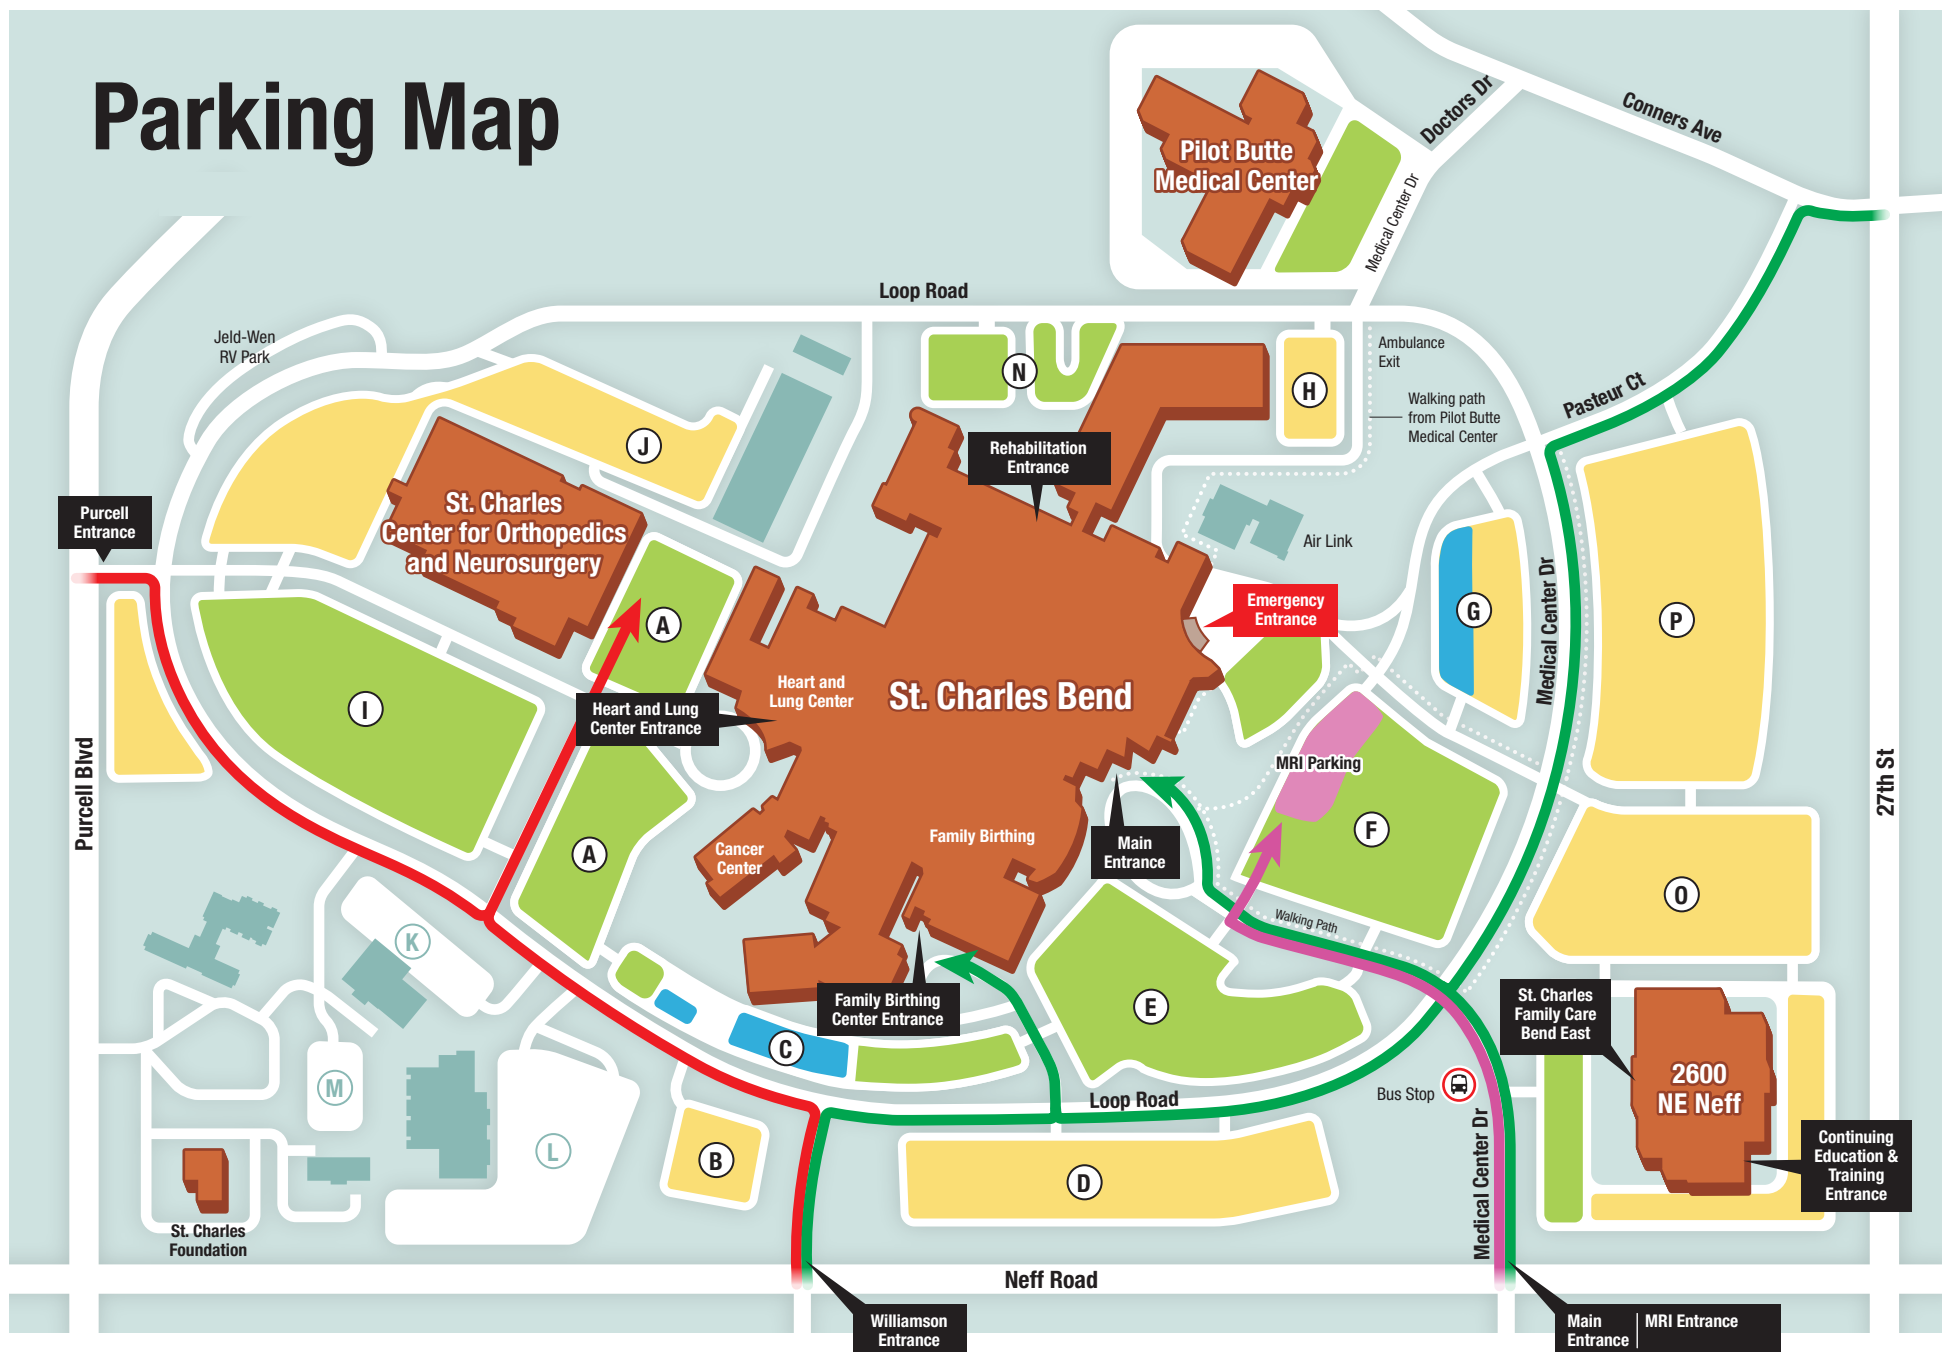 Parking Map
Pilot Butte
Medical Center
Doctors Dr
Conners Ave
Medical Center Dr
Loop Road
Jeld-Wen
RV Park
Ambulance
Exit
N
H
Walking path
from Pilot Butte
Medical Center
Pasteur Ct
J
Rehabilitation
Entrance
St. Charles
Center for Orthopedics
and Neurosurgery
Purcell
Entrance
Air Link
Emergency
Entrance
Medical Center Dr
A
G
P
Heart and
Lung Center
St. Charles Bend
I
Heart and Lung
Center Entrance
MRI Parking
Purcell Blvd
27th St
Family Birthing
Main
Entrance
F
A
Cancer
Center
O
Walking Path
K
St. Charles
Family Care
Bend East
Family Birthing
Center Entrance
E
C
M
Bus Stop
Loop Road
2600
NE Neff
L
B
D
Medical Center Dr
Continuing
Education &
Training
Entrance
St. Charles
Foundation
Neff Road
Williamson
Entrance
Main
Entrance
MRI Entrance